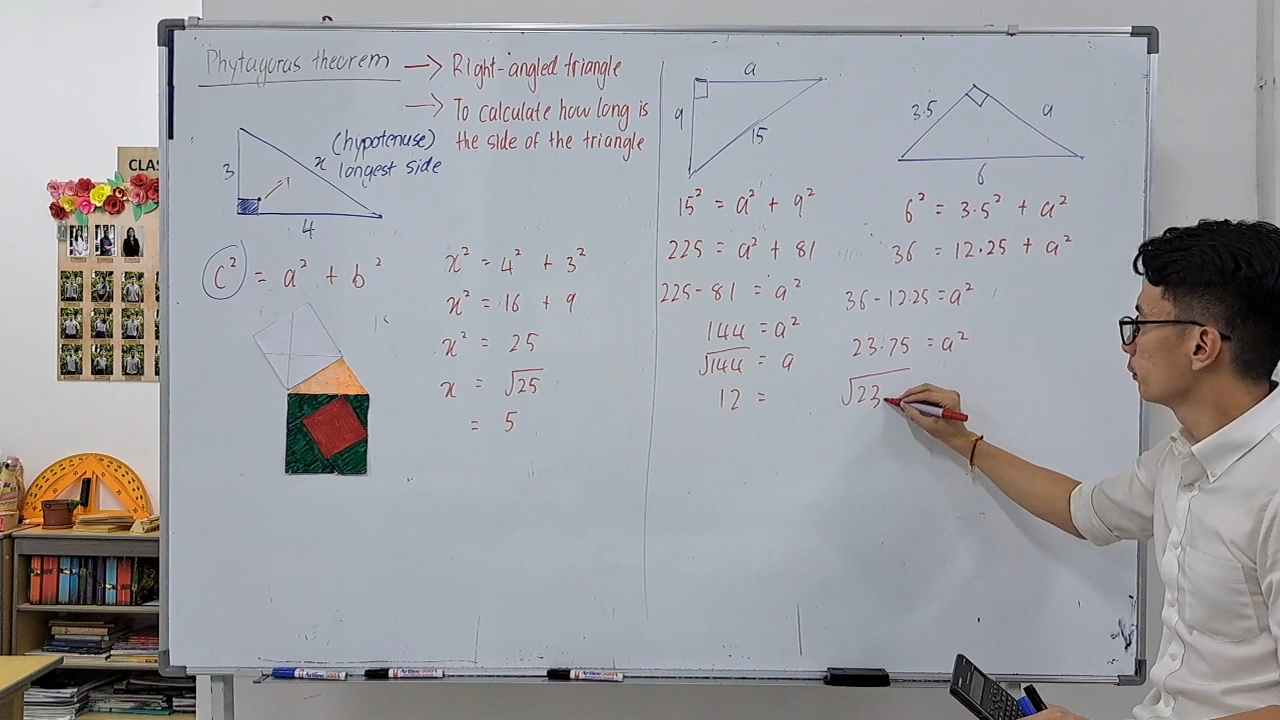 Phytagoras theorem → Right-angled triangle
→ To calculate how long is
the side of the triangle
3
x
(hypotenuse)
longest side
4
c² = a² + b²
x² = 4² + 3²
x² = 16 + 9
x² = 25
x = √25
= 5
a
9
15
15² = a² + 9²
225 = a² + 81
225 - 81 = a²
144 = a²
√144 = a
12 =
3.5
a
6
6² = 3.5² + a²
36 = 12.25 + a²
36 - 12.25 = a²
23.75 = a²
√23
CLAS